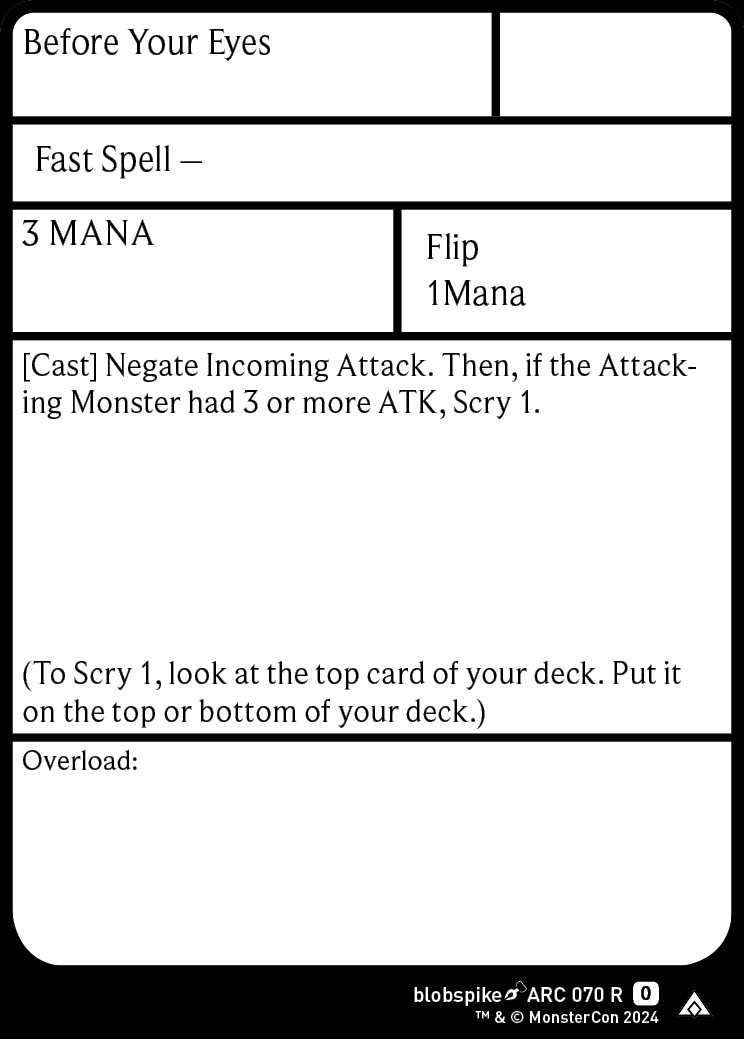 Before Your Eyes
Fast Spell —
3 MANA
Flip
1Mana
[Cast] Negate Incoming Attack. Then, if the Attack-
ing Monster had 3 or more ATK, Scry 1.
(To Scry 1, look at the top card of your deck. Put it
on the top or bottom of your deck.)
Overload:
blobspike ARC 070 R 0
™ & © MonsterCon 2024